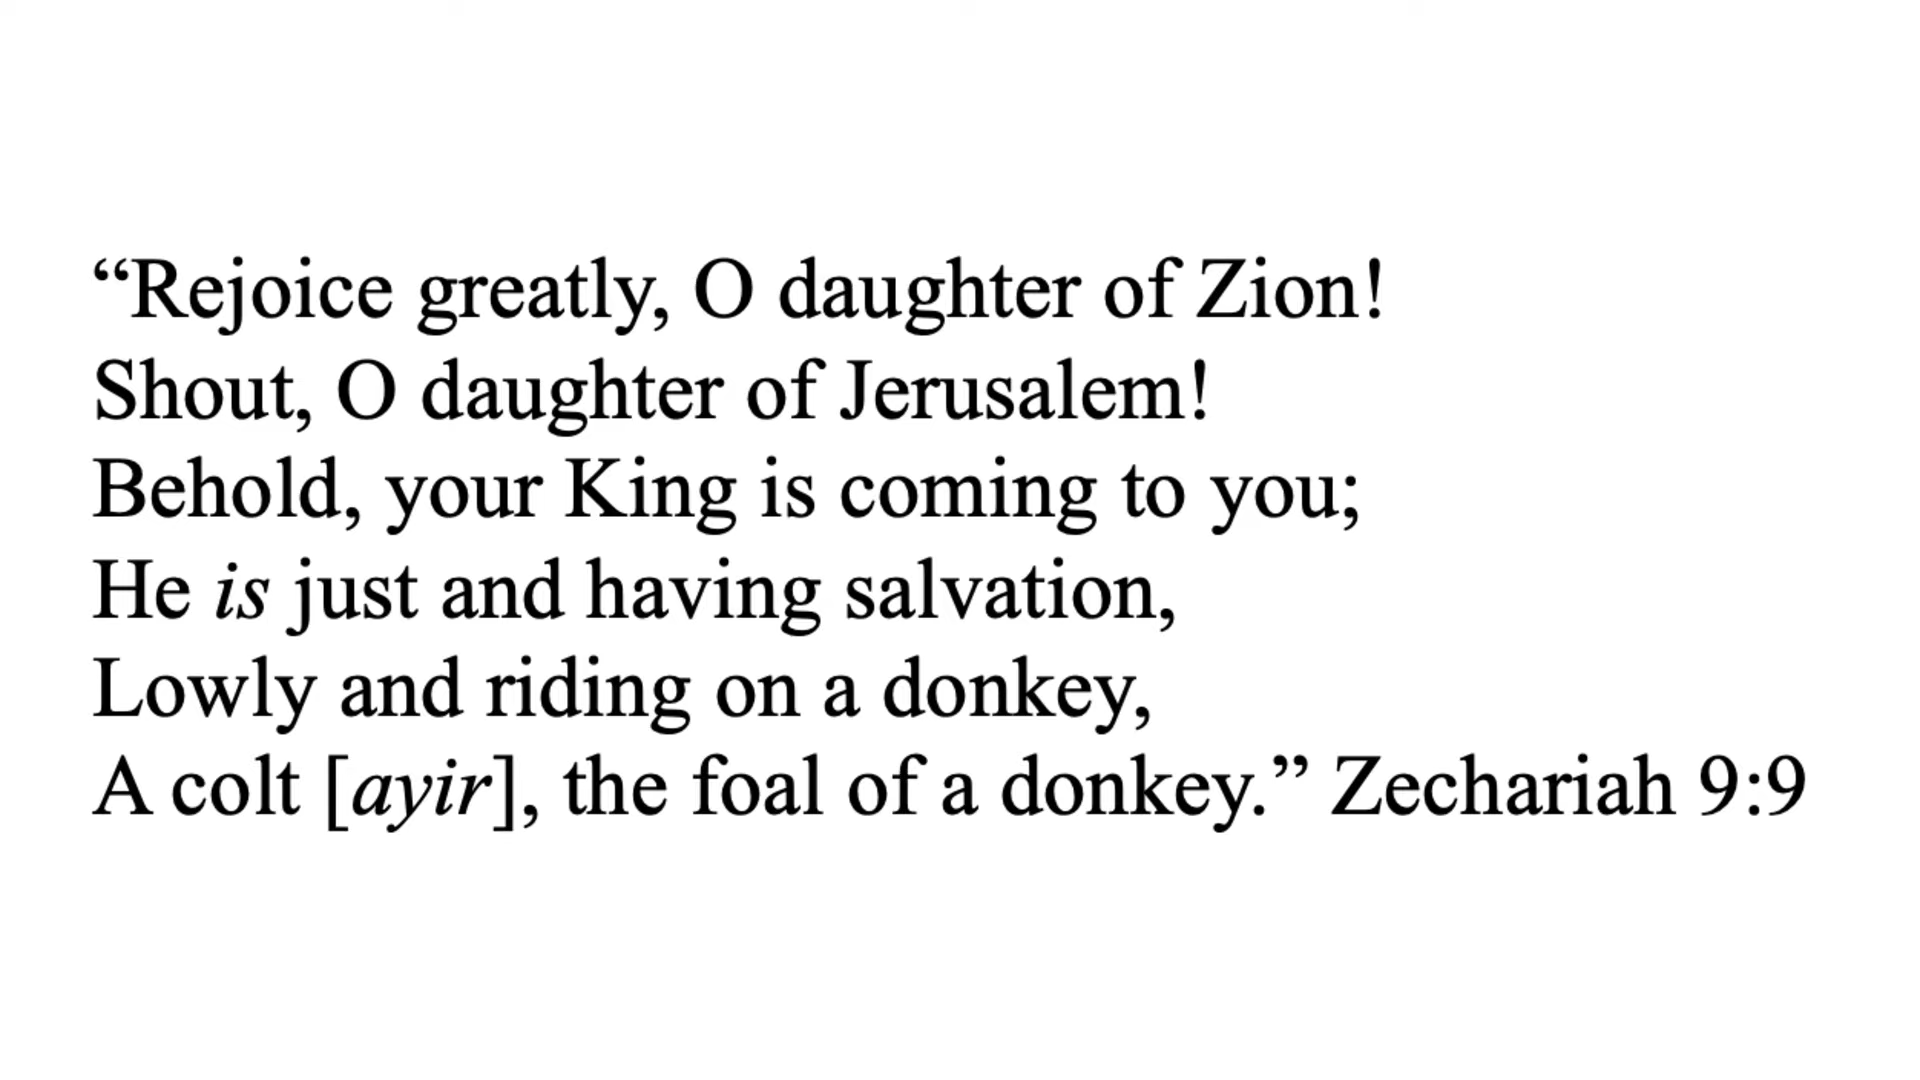 “Rejoice greatly, O daughter of Zion!
Shout, O daughter of Jerusalem!
Behold, your King is coming to you;
He is just and having salvation,
Lowly and riding on a donkey,
A colt [ayir], the foal of a donkey.” Zechariah 9:9